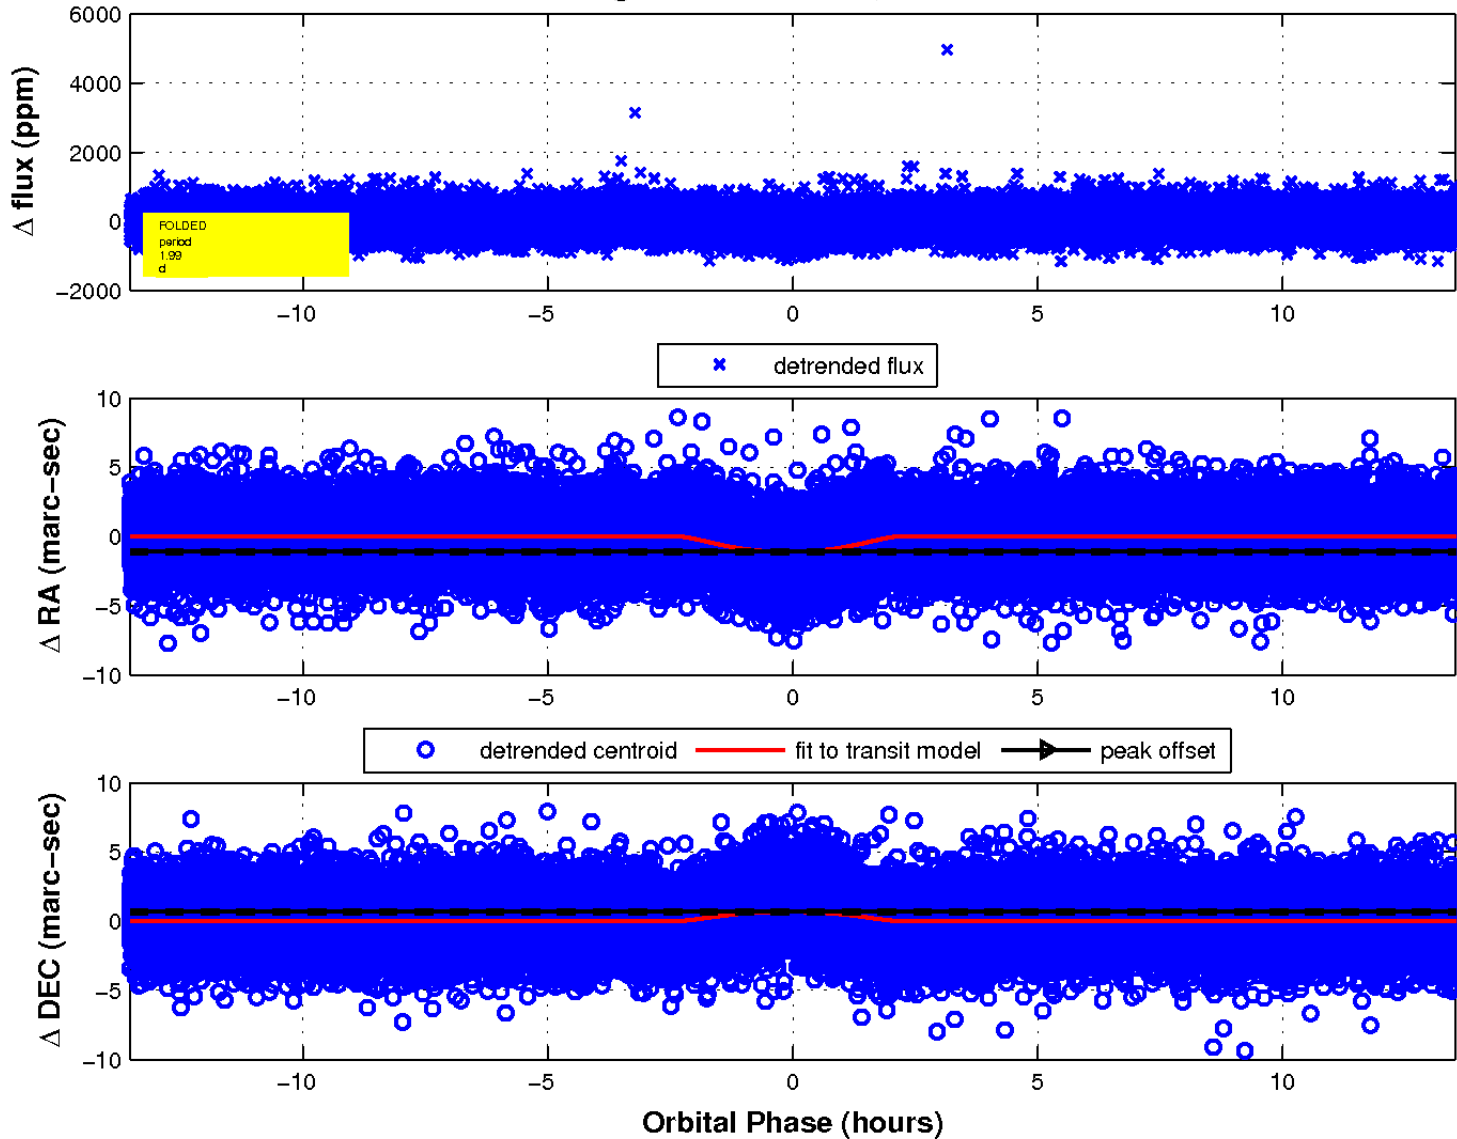 6000
4000
2000
0
−2000
Δ flux (ppm)
FOLDED
period
1.99
d
−10
−5
0
5
10
detrended flux
10
5
0
−5
−10
Δ RA (marc−sec)
−10
−5
0
5
10
detrended centroid
fit to transit model
peak offset
10
5
0
−5
−10
Δ DEC (marc−sec)
−10
−5
0
5
10
Orbital Phase (hours)